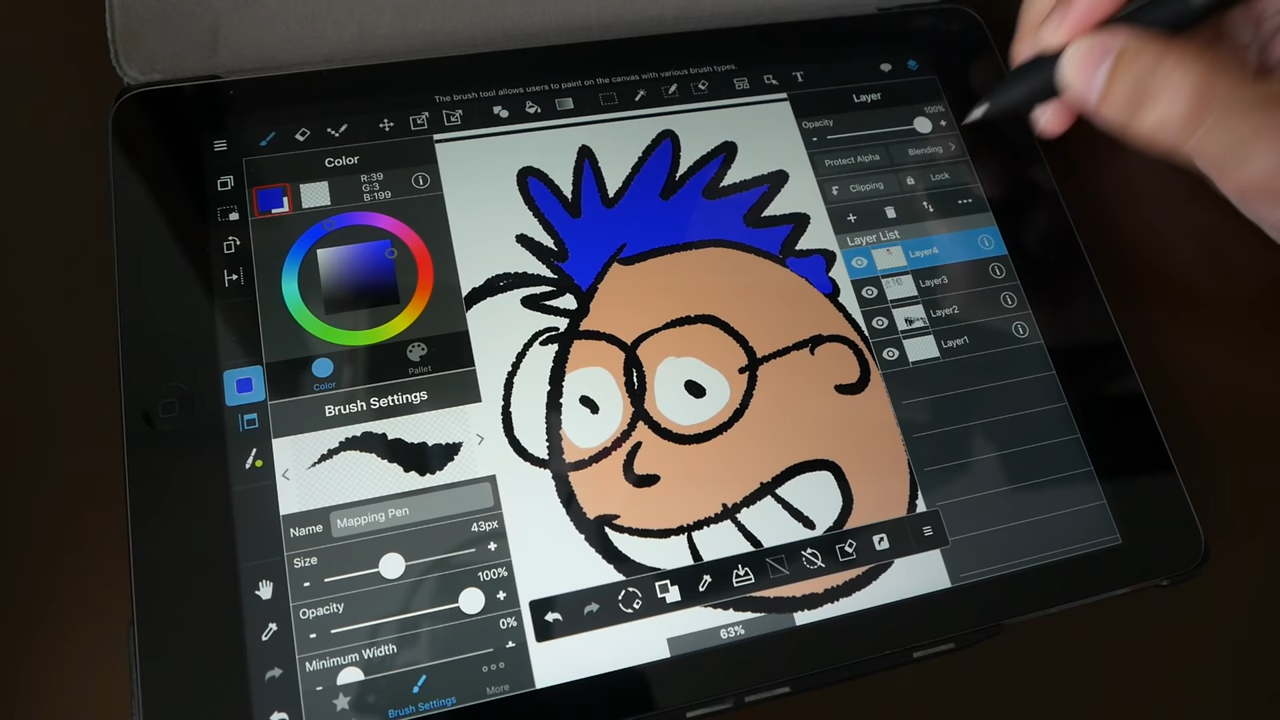 The brush tool allows users to paint on the canvas with various brush types.
T
Color
R:39
G:3
B:199
Color
Pallet
Brush Settings
Name
Mapping Pen
43px
Size
-
+
100%
Opacity
-
+
0%
Minimum Width
-
+
Brush Settings
More
63%
Layer
100%
Opacity
-
+
Protect Alpha
Blending
Clipping
Lock
Layer List
Layer4
Layer3
Layer2
Layer1